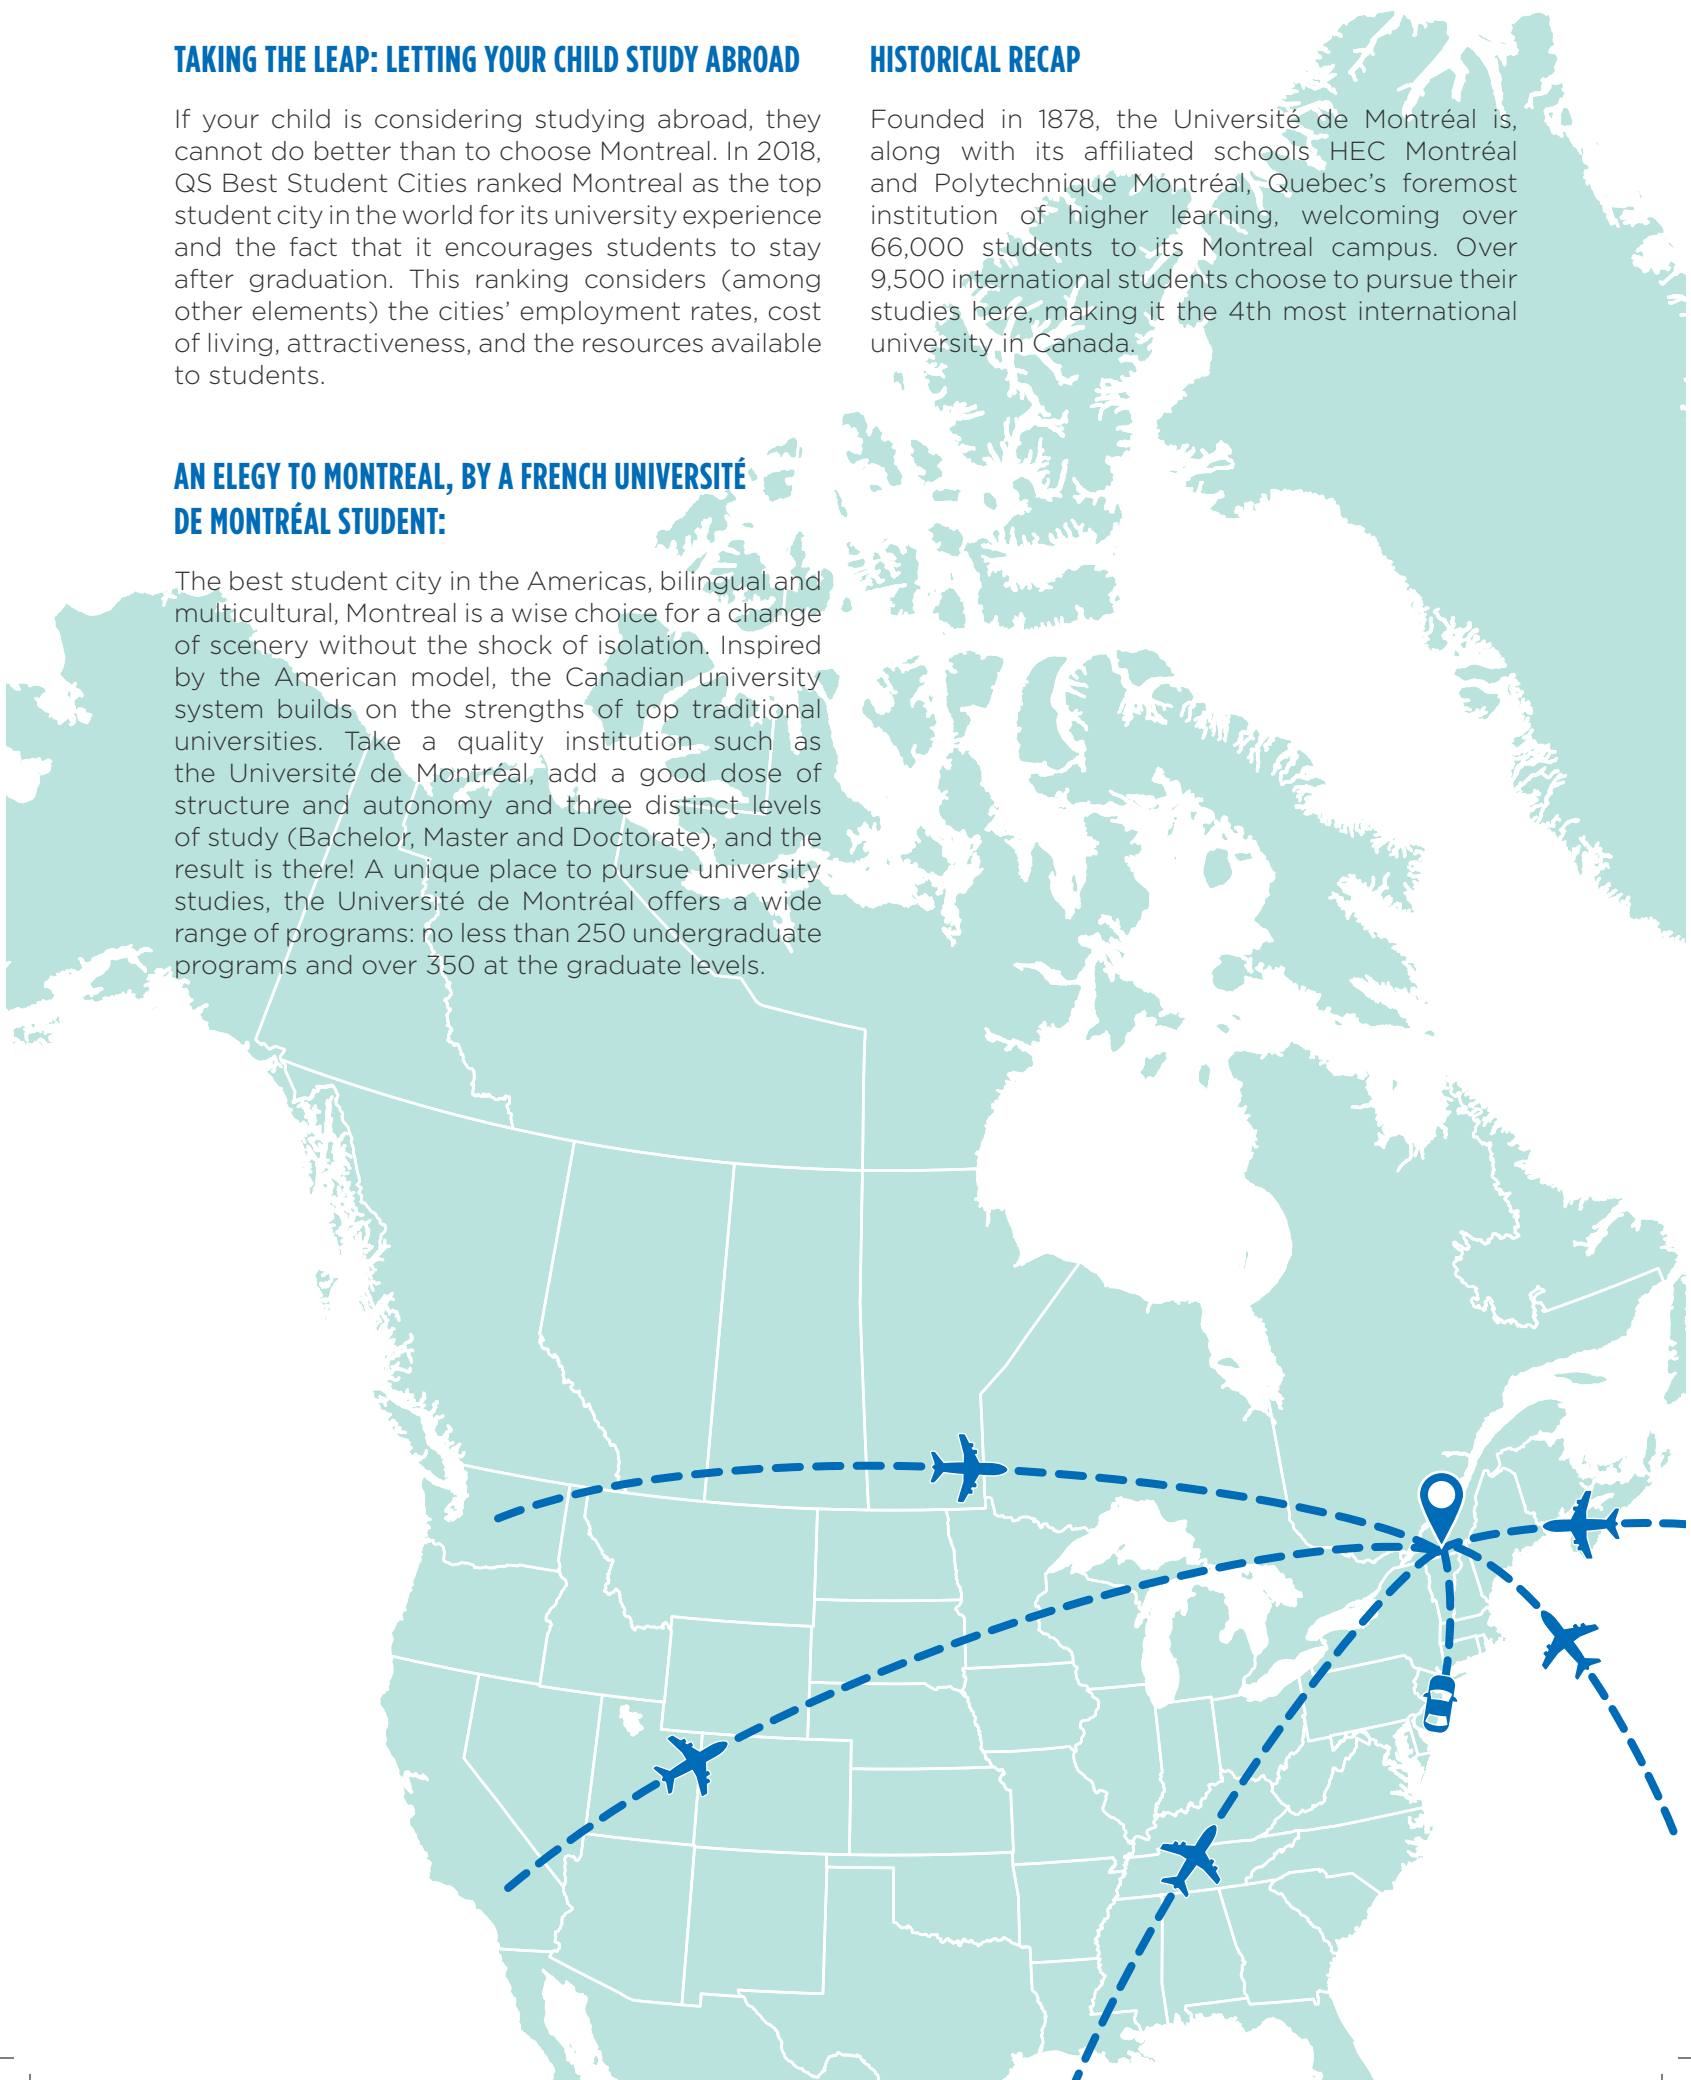 TAKING THE LEAP: LETTING YOUR CHILD STUDY ABROAD
If your child is considering studying abroad, they
cannot do better than to choose Montreal. In 2018,
QS Best Student Cities ranked Montreal as the top
student city in the world for its university experience
and the fact that it encourages students to stay
after graduation. This ranking considers (among
other elements) the cities’ employment rates, cost
of living, attractiveness, and the resources available
to students.
AN ELEGY TO MONTREAL, BY A FRENCH UNIVERSITÉ
DE MONTRÉAL STUDENT:
The best student city in the Americas, bilingual and
multicultural, Montreal is a wise choice for a change
of scenery without the shock of isolation. Inspired
by the American model, the Canadian university
system builds on the strengths of top traditional
universities. Take a quality institution such as
the Université de Montréal, add a good dose of
structure and autonomy and three distinct levels
of study (Bachelor, Master and Doctorate), and the
result is there! A unique place to pursue university
studies, the Université de Montréal offers a wide
range of programs: no less than 250 undergraduate
programs and over 350 at the graduate levels.
HISTORICAL RECAP
Founded in 1878, the Université de Montréal is,
along with its affiliated schools HEC Montréal
and Polytechnique Montréal, Quebec’s foremost
institution of higher learning, welcoming over
66,000 students to its Montreal campus. Over
9,500 international students choose to pursue their
studies here, making it the 4th most international
university in Canada.